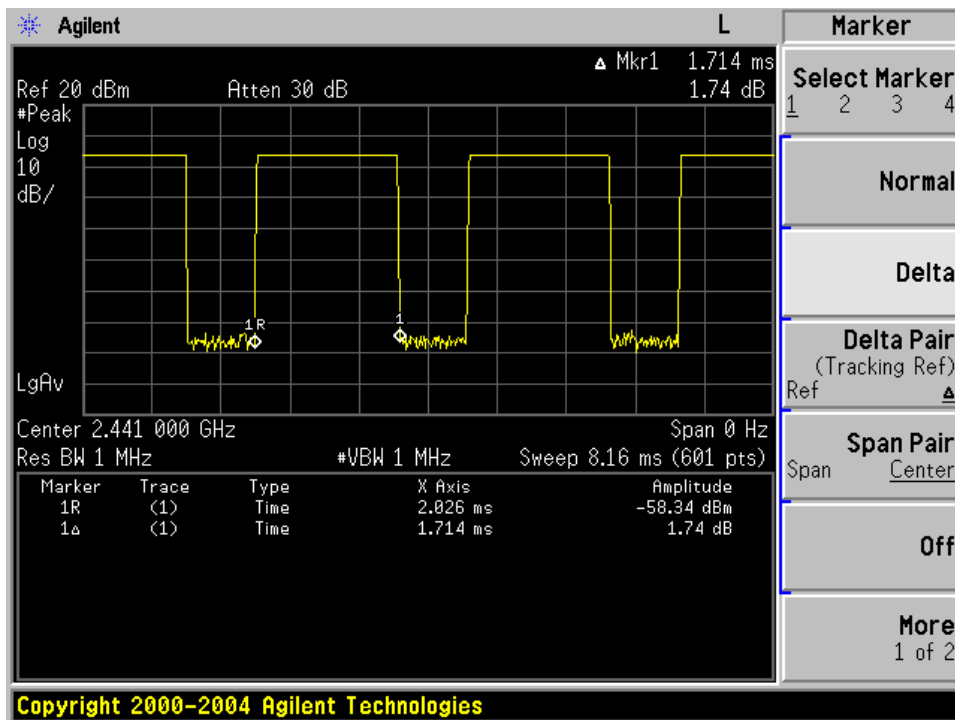 Agilent L
Δ Mkr1 1.714 ms
Ref 20 dBm Atten 30 dB 1.74 dB
#Peak
Log
10
dB/
1R
1
LgAv
Center 2.441 000 GHz Span 0 Hz
Res BW 1 MHz #VBW 1 MHz Sweep 8.16 ms (601 pts)
Marker Trace Type X Axis Amplitude
1R (1) Time 2.026 ms -58.34 dBm
1Δ (1) Time 1.714 ms 1.74 dB
Marker
Select Marker
1 2 3 4
Normal
Delta
Delta Pair
(Tracking Ref)
Ref Δ
Span Pair
Span Center
Off
More
1 of 2
Copyright 2000-2004 Agilent Technologies